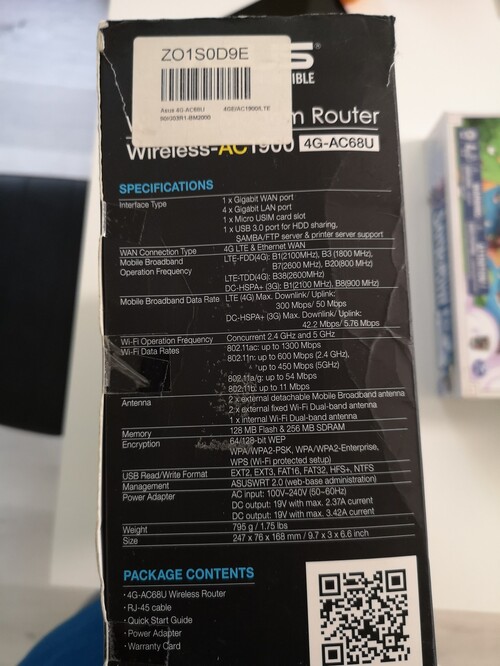 ZO1S0D9E
Asus 4G-AC68U 4GE/AC1900/LTE
S
IBLE
m Router
Wireless-AC1900 4G-AC68U
SPECIFICATIONS
Interface Type 1 x Gigabit WAN port
4 x Gigabit LAN port
1 x Micro USIM card slot
1 x USB 3.0 port for HDD sharing,
SAMBA/FTP server & printer server support
WAN Connection Type 4G LTE & Ethernet WAN
Mobile Broadband LTE-FDD(4G): B1(2100MHz), B3 (1800 MHz),
Operation Frequency B7(2600 MHz), B20(800 MHz)
LTE-TDD(4G): B38(2600MHz)
DC-HSPA+ (3G): B1(2100 MHz), B8(900 MHz)
Mobile Broadband Data Rate LTE (4G) Max. Downlink/ Uplink:
300 Mbps/ 50 Mbps
DC-HSPA+ (3G) Max. Downlink/ Uplink:
42.2 Mbps/ 5.76 Mbps
Wi-Fi Operation Frequency Concurrent 2.4 GHz and 5 GHz
Wi-Fi Data Rates 802.11ac: up to 1300 Mbps
802.11n: up to 600 Mbps (2.4 GHz),
up to 450 Mbps (5GHz)
802.11a/g: up to 54 Mbps
802.11b: up to 11 Mbps
Antenna 2 x external detachable Mobile Broadband antenna
2 x external fixed Wi-Fi Dual-band antenna
1 x internal Wi-Fi Dual-band antenna
Memory 128 MB Flash & 256 MB SDRAM
Encryption 64/128-bit WEP
WPA/WPA2-PSK, WPA/WPA2-Enterprise,
WPS (Wi-Fi protected setup)
USB Read/Write Format EXT2, EXT3, FAT16, FAT32, HFS+, NTFS
Management ASUSWRT 2.0 (web-base administration)
Power Adapter AC input: 100V~240V (50~60Hz)
DC output: 19V with max. 2.37A current
DC output: 19V with max. 3.42A current
Weight 795 g / 1.75 lbs
Size 247 x 76 x 168 mm / 9.7 x 3 x 6.6 inch
PACKAGE CONTENTS
· 4G-AC68U Wireless Router
· RJ-45 cable
· Quick Start Guide
· Power Adapter
· Warranty Card